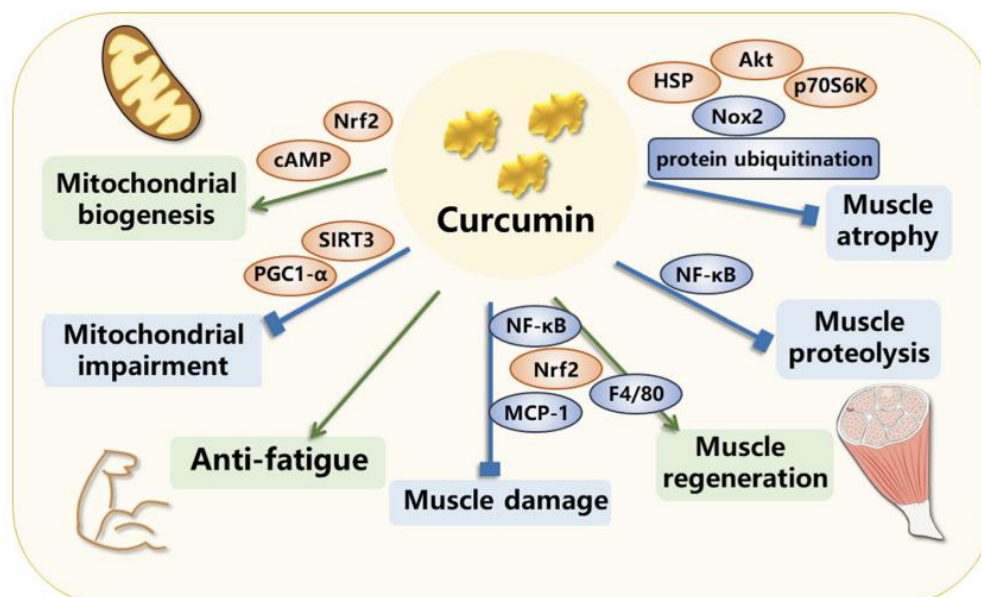 HSP
Akt
p70S6K
Nox2
protein ubiquitination
Nrf2
cAMP
Mitochondrial
biogenesis
Curcumin
Muscle
atrophy
SIRT3
PGC1-α
Mitochondrial
impairment
NF-κB
Muscle
proteolysis
NF-κB
Nrf2
MCP-1
F4/80
Anti-fatigue
Muscle damage
Muscle
regeneration